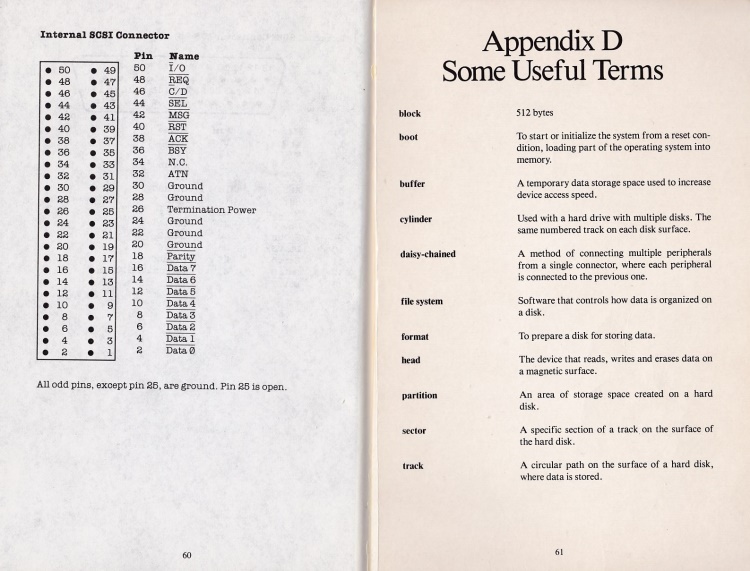 Internal SCSI Connector
Pin Name
50 49 50 I/O
48 47 48 REQ
46 45 46 C/D
44 43 44 SEL
42 41 42 MSG
40 39 40 RST
38 37 38 ACK
36 35 36 BSY
34 33 34 N.C.
32 31 32 ATN
30 29 30 Ground
28 27 28 Ground
26 25 26 Termination Power
24 23 24 Ground
22 21 22 Ground
20 19 20 Ground
18 17 18 Parity
16 15 16 Data 7
14 13 14 Data 6
12 11 12 Data 5
10 9 10 Data 4
8 7 8 Data 3
6 5 6 Data 2
4 3 4 Data 1
2 1 2 Data Ø
All odd pins, except pin 25, are ground. Pin 25 is open.
60
Appendix D
Some Useful Terms
block 512 bytes
boot To start or initialize the system from a reset con-
dition, loading part of the operating system into
memory.
buffer A temporary data storage space used to increase
device access speed.
cylinder Used with a hard drive with multiple disks. The
same numbered track on each disk surface.
daisy-chained A method of connecting multiple peripherals
from a single connector, where each peripheral
is connected to the previous one.
file system Software that controls how data is organized on
a disk.
format To prepare a disk for storing data.
head The device that reads, writes and erases data on
a magnetic surface.
partition An area of storage space created on a hard
disk.
sector A specific section of a track on the surface of
the hard disk.
track A circular path on the surface of a hard disk,
where data is stored.
61